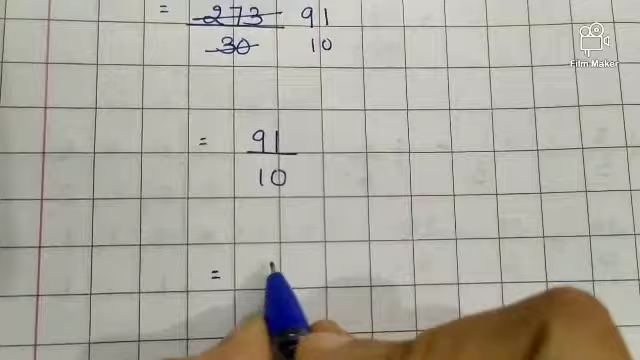 = 273/30 91/10
Film Maker
= 91/10
=